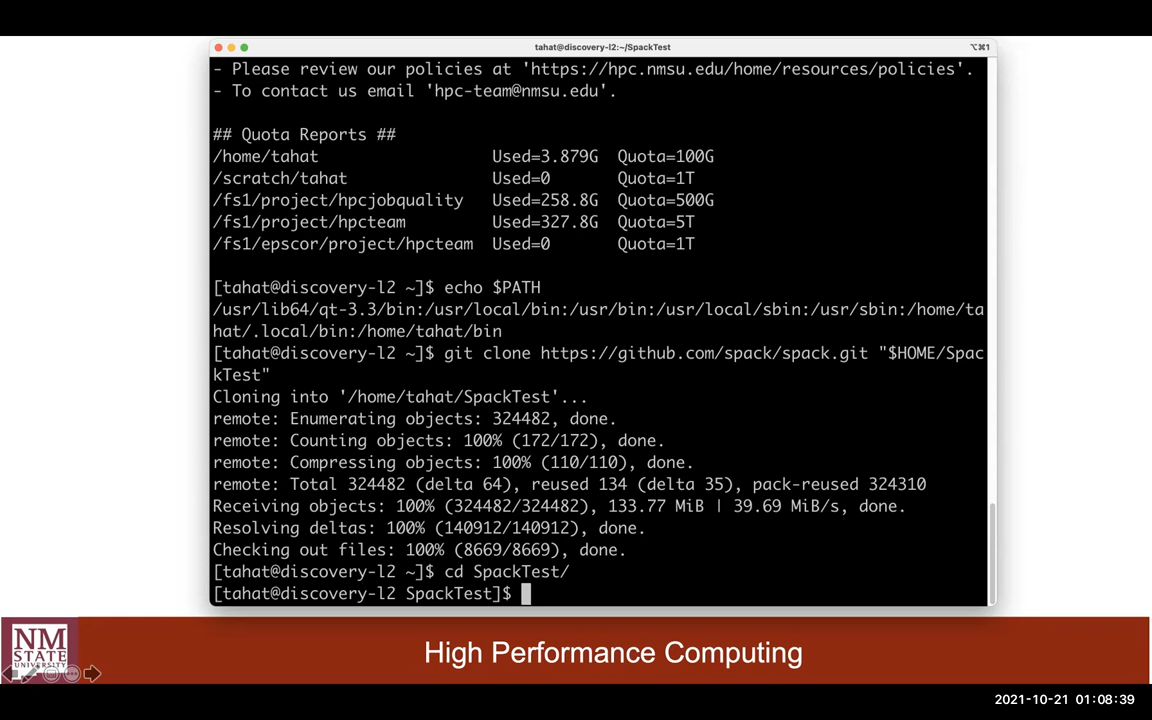 tahat@discovery-l2:~/SpackTest
⌥⌘1
- Please review our policies at 'https://hpc.nmsu.edu/home/resources/policies'.
- To contact us email 'hpc-team@nmsu.edu'.
## Quota Reports ##
/home/tahat Used=3.879G Quota=100G
/scratch/tahat Used=0 Quota=1T
/fs1/project/hpcjobquality Used=258.8G Quota=500G
/fs1/project/hpcteam Used=327.8G Quota=5T
/fs1/epscor/project/hpcteam Used=0 Quota=1T
[tahat@discovery-l2 ~]$ echo $PATH
/usr/lib64/qt-3.3/bin:/usr/local/bin:/usr/bin:/usr/local/sbin:/usr/sbin:/home/ta
hat/.local/bin:/home/tahat/bin
[tahat@discovery-l2 ~]$ git clone https://github.com/spack/spack.git "$HOME/Spac
kTest"
Cloning into '/home/tahat/SpackTest'...
remote: Enumerating objects: 324482, done.
remote: Counting objects: 100% (172/172), done.
remote: Compressing objects: 100% (110/110), done.
remote: Total 324482 (delta 64), reused 134 (delta 35), pack-reused 324310
Receiving objects: 100% (324482/324482), 133.77 MiB | 39.69 MiB/s, done.
Resolving deltas: 100% (140912/140912), done.
Checking out files: 100% (8669/8669), done.
[tahat@discovery-l2 ~]$ cd SpackTest/
[tahat@discovery-l2 SpackTest]$
NM
STATE
UNIVERSITY
High Performance Computing
2021-10-21 01:08:39